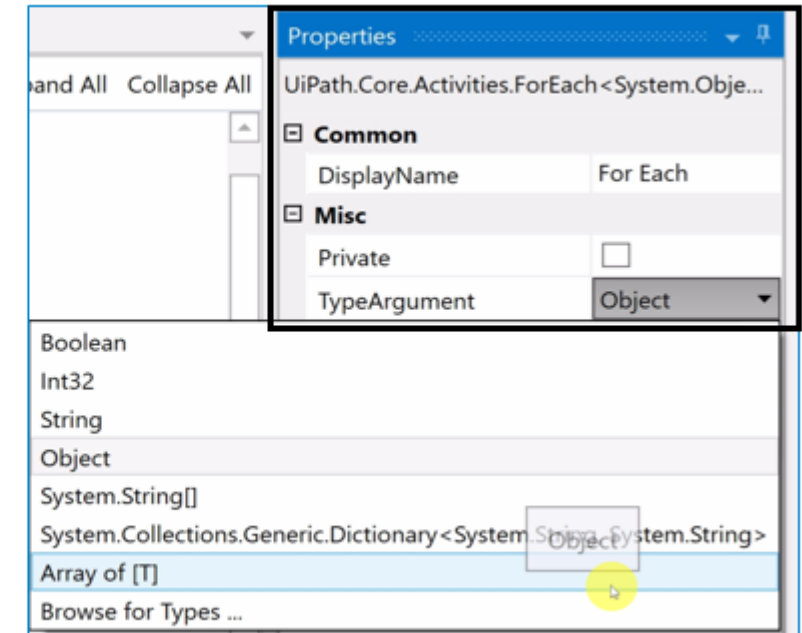 Properties
and All Collapse All
UiPath.Core.Activities.ForEach<System.Obje...
Common
DisplayName For Each
Misc
Private
TypeArgument Object
Boolean
Int32
String
Object
System.String[]
System.Collections.Generic.Dictionary<System.String, System.String>
Object
Array of [T]
Browse for Types ...